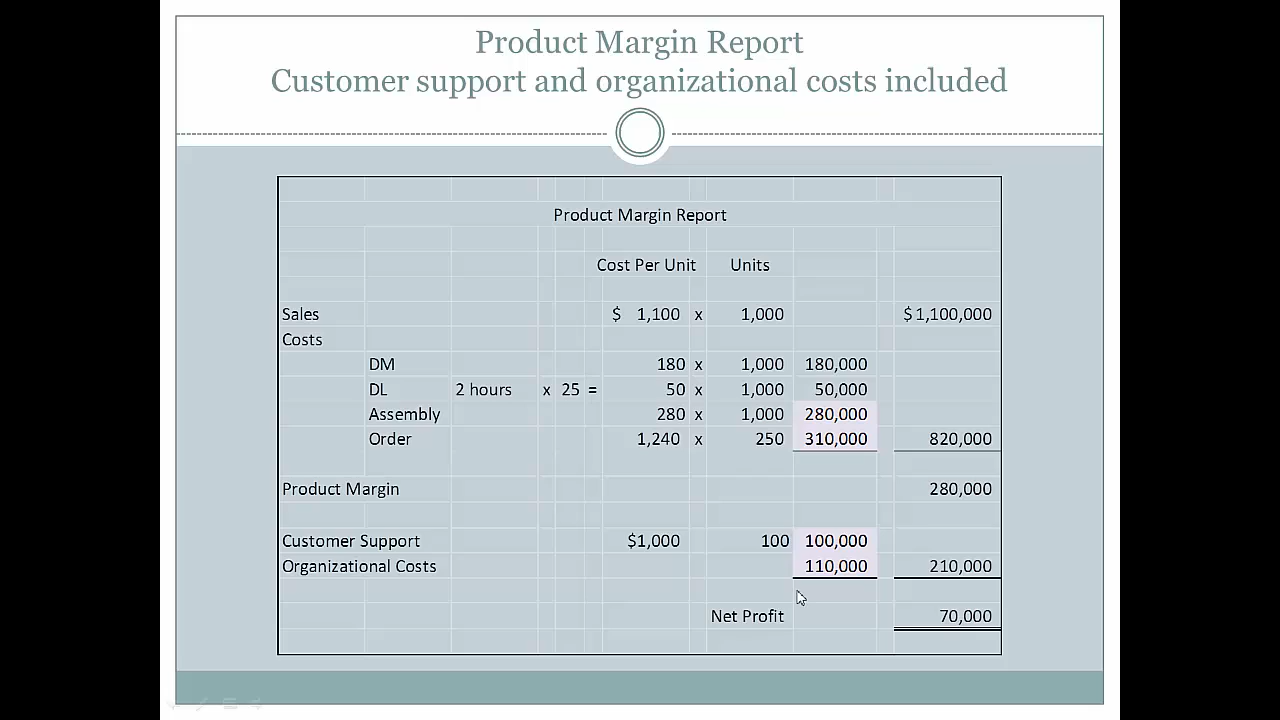 Product Margin Report
Customer support and organizational costs included
Product Margin Report
Cost Per Unit Units
Sales $ 1,100 x 1,000 $1,100,000
Costs
DM 180 x 1,000 180,000
DL 2 hours x 25 = 50 x 1,000 50,000
Assembly 280 x 1,000 280,000
Order 1,240 x 250 310,000 820,000
Product Margin 280,000
Customer Support $1,000 100 100,000
Organizational Costs 110,000 210,000
Net Profit 70,000